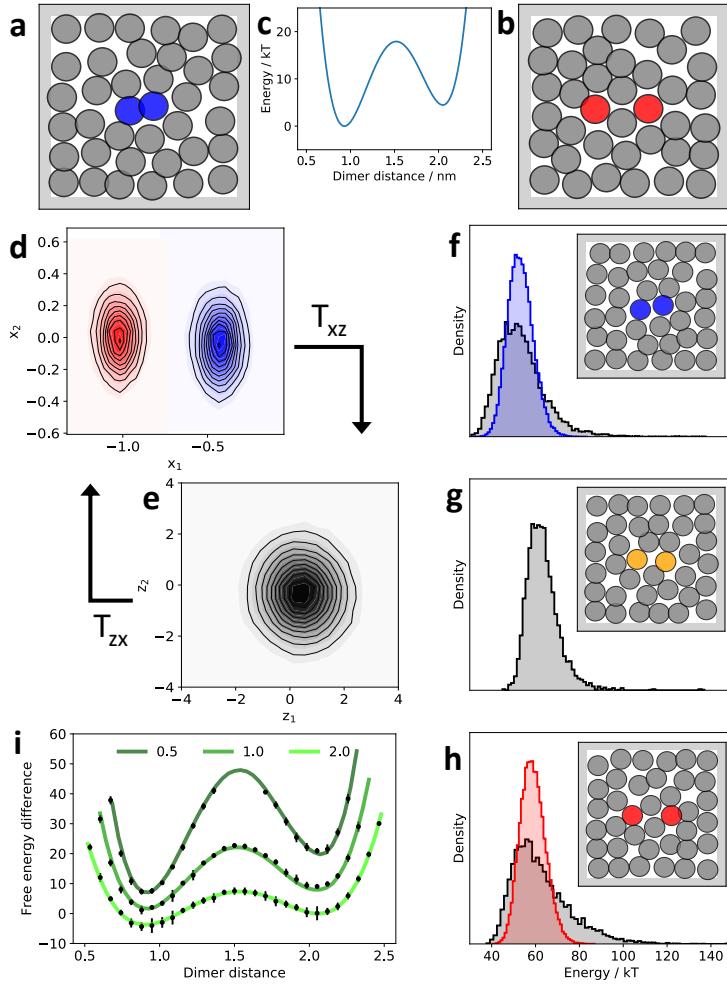 a
c
b
Energy / kT
20
10
0
0.5 1.0 1.5 2.0 2.5
Dimer distance / nm
d
x2
0.6
0.4
0.2
0.0
−0.2
−0.4
−0.6
−1.0 −0.5
x1
Txz
f
Density
e
z2
4
2
0
−2
−4
−4 −2 0 2 4
z1
Tzx
g
Density
i
Free energy difference
60
50
40
30
20
10
0
−10
0.5 1.0 2.0
0.5 1.0 1.5 2.0 2.5
Dimer distance
h
Density
40 60 80 100 120 140
Energy / kT